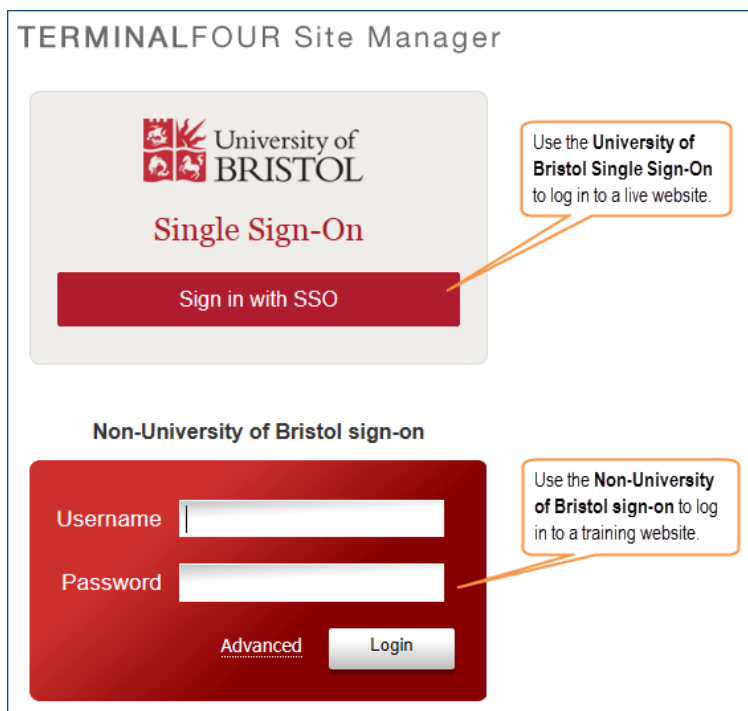 TERMINALFOUR Site Manager
University of
BRISTOL
Single Sign-On
Sign in with SSO
Use the University of
Bristol Single Sign-On
to log in to a live website.
Non-University of Bristol sign-on
Username
Password
Advanced
Login
Use the Non-University
of Bristol sign-on to log
in to a training website.